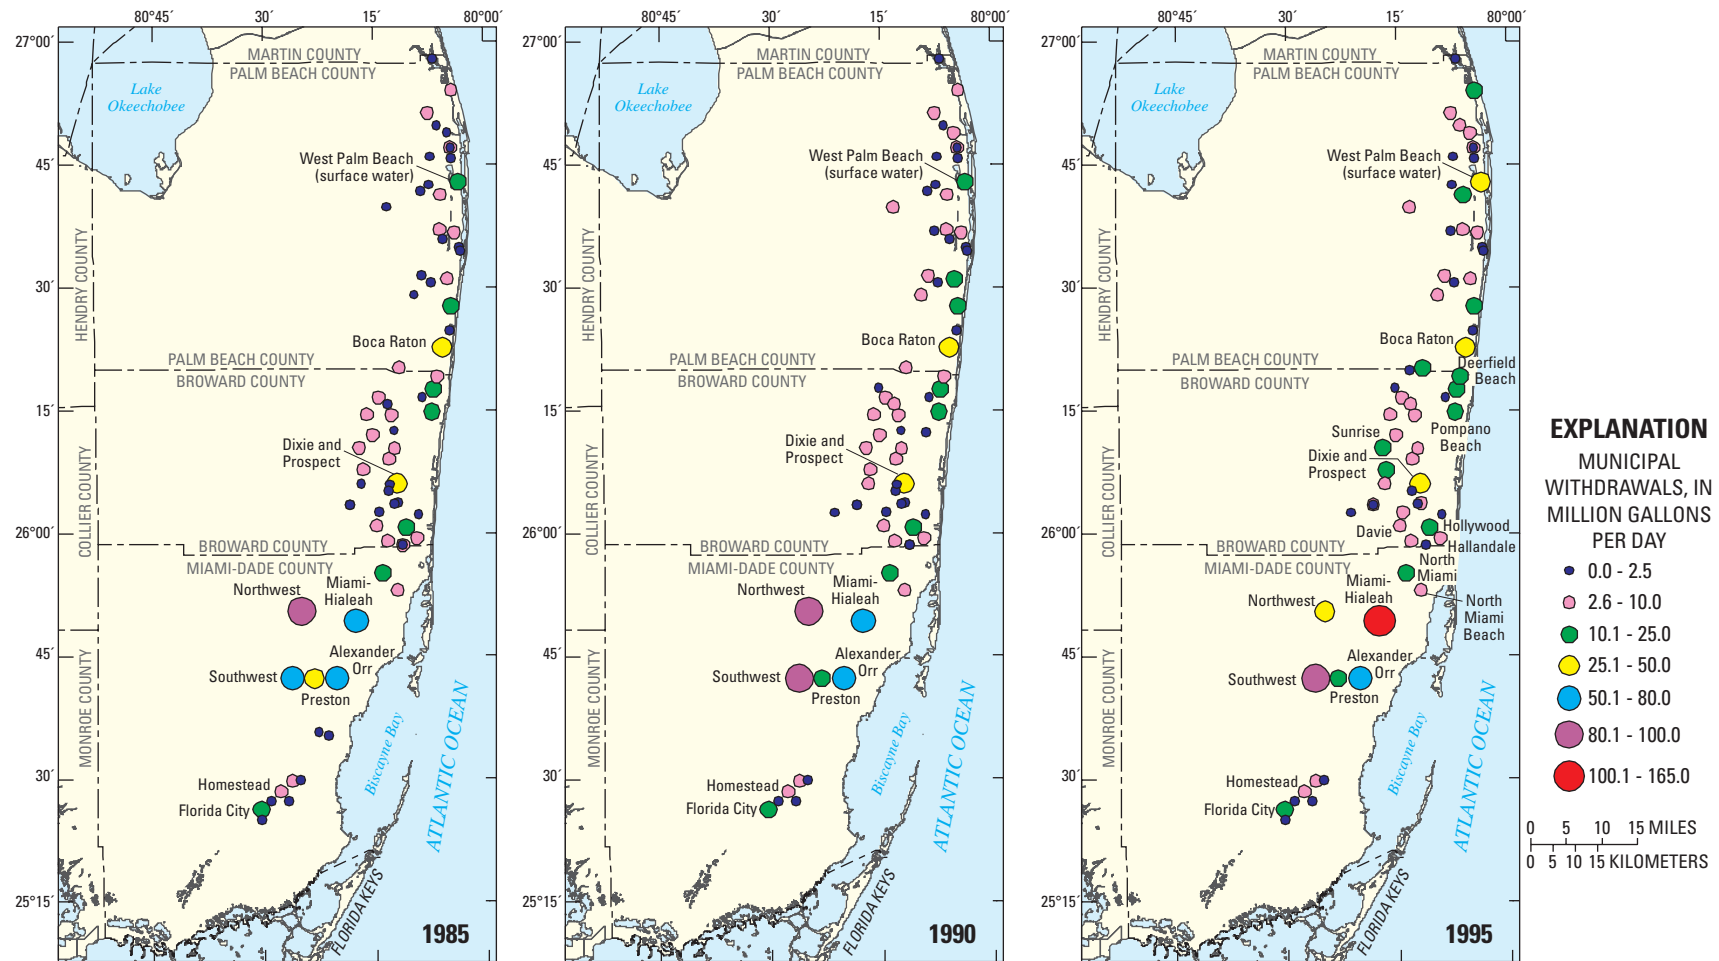 80°45′ 30′ 15′ 80°00′
27°00′
MARTIN COUNTY
PALM BEACH COUNTY
Lake
Okeechobee
West Palm Beach
(surface water)
45′
HENDRY COUNTY
30′
Boca Raton
PALM BEACH COUNTY
BROWARD COUNTY
15′
Dixie and
Prospect
COLLIER COUNTY
26°00′
BROWARD COUNTY
MIAMI-DADE COUNTY
Northwest
Miami-
Hialeah
45′
Alexander
Orr
Southwest
Preston
MONROE COUNTY
Biscayne Bay
ATLANTIC OCEAN
30′
Homestead
Florida City
25°15′
FLORIDA KEYS
1985
80°45′ 30′ 15′ 80°00′
27°00′
MARTIN COUNTY
PALM BEACH COUNTY
Lake
Okeechobee
West Palm Beach
(surface water)
45′
HENDRY COUNTY
30′
Boca Raton
PALM BEACH COUNTY
BROWARD COUNTY
15′
Dixie and
Prospect
COLLIER COUNTY
26°00′
BROWARD COUNTY
MIAMI-DADE COUNTY
Northwest
Miami-
Hialeah
45′
Alexander
Orr
Southwest
Preston
MONROE COUNTY
Biscayne Bay
ATLANTIC OCEAN
30′
Homestead
Florida City
25°15′
FLORIDA KEYS
1990
80°45′ 30′ 15′ 80°00′
27°00′
MARTIN COUNTY
PALM BEACH COUNTY
Lake
Okeechobee
West Palm Beach
(surface water)
45′
HENDRY COUNTY
30′
Boca Raton
PALM BEACH COUNTY
BROWARD COUNTY
Deerfield
Beach
15′
Pompano
Beach
Sunrise
Dixie and
Prospect
COLLIER COUNTY
26°00′
Davie
Hollywood
Hallandale
BROWARD COUNTY
MIAMI-DADE COUNTY
North
Miami
Miami-
Hialeah
Northwest
North
Miami
Beach
45′
Alexander
Orr
Southwest
Preston
MONROE COUNTY
Biscayne Bay
ATLANTIC OCEAN
30′
Homestead
Florida City
25°15′
FLORIDA KEYS
1995
EXPLANATION
MUNICIPAL
WITHDRAWALS, IN
MILLION GALLONS
PER DAY
0.0 - 2.5
2.6 - 10.0
10.1 - 25.0
25.1 - 50.0
50.1 - 80.0
80.1 - 100.0
100.1 - 165.0
0 5 10 15 MILES
0 5 10 15 KILOMETERS